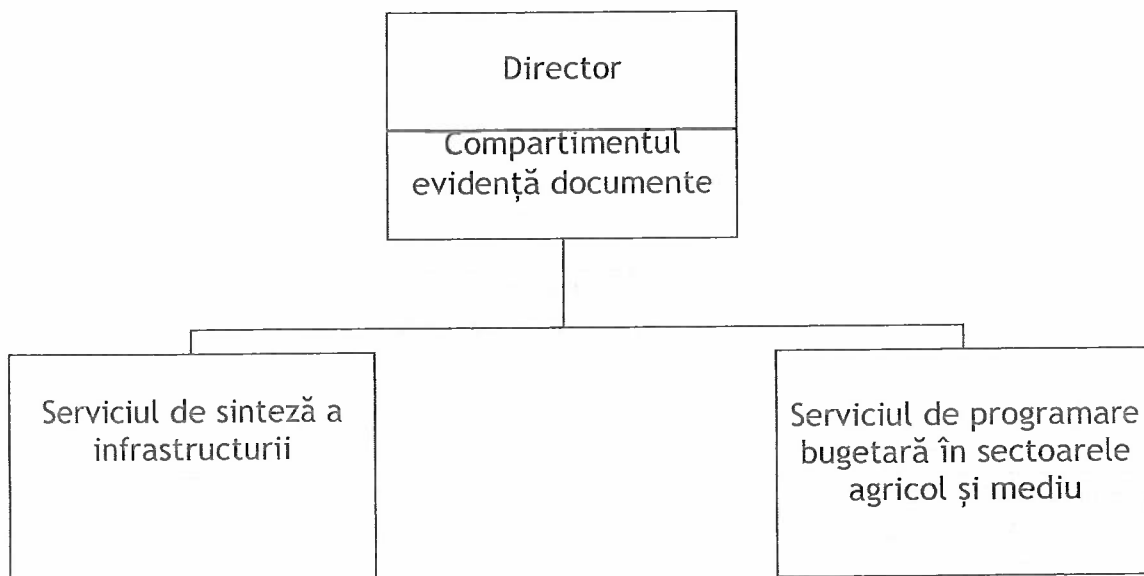 Director
Compartimentul
evidență documente
Serviciul de sinteză a
infrastructurii
Serviciul de programare
bugetară în sectoarele
agricol și mediu